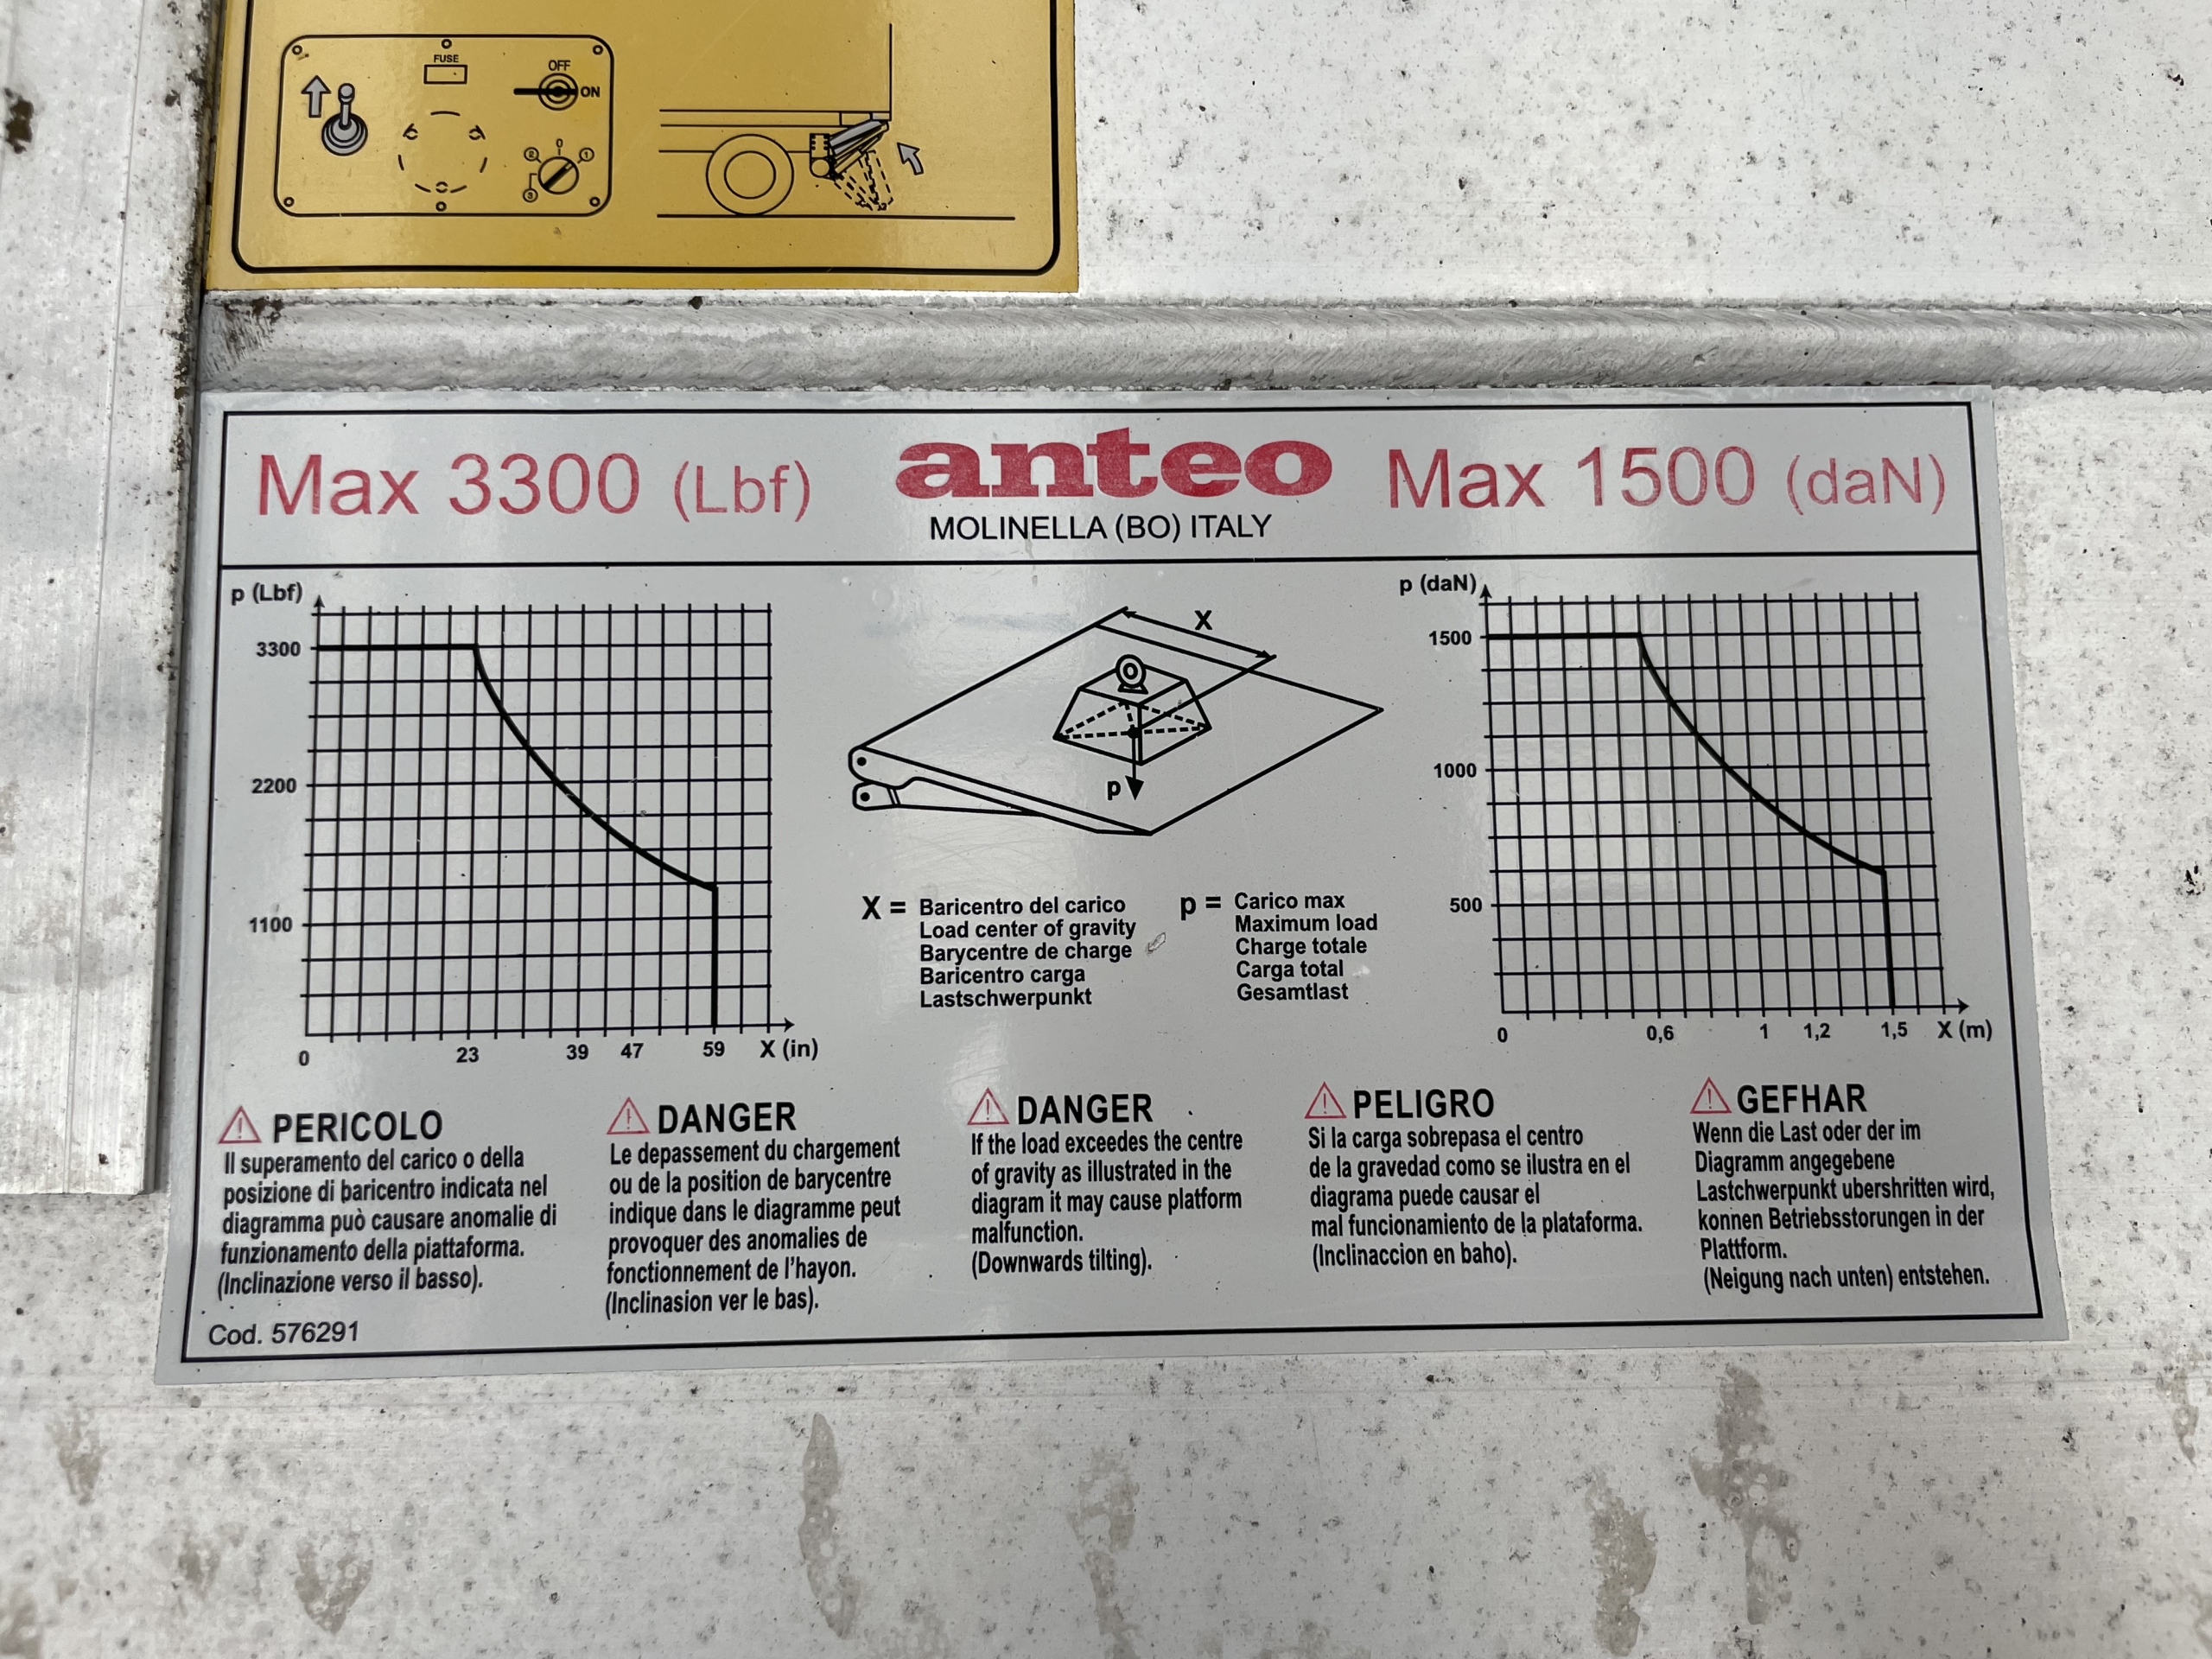 FUSE
OFF
ON
0
2
1
3
Max 3300 (Lbf)
anteo
MOLINELLA (BO) ITALY
Max 1500 (daN)
p (Lbf)
3300
2200
1100
0
23
39
47
59
X (in)
X
p
X =
Baricentro del carico
Load center of gravity
Barycentre de charge
Baricentro carga
Lastschwerpunkt
p =
Carico max
Maximum load
Charge totale
Carga total
Gesamtlast
p (daN)
1500
1000
500
0
0,6
1
1,2
1,5
X (m)
PERICOLO
Il superamento del carico o della
posizione di baricentro indicata nel
diagramma può causare anomalie di
funzionamento della piattaforma.
(Inclinazione verso il basso).
DANGER
Le depassement du chargement
ou de la position de barycentre
indique dans le diagramme peut
provoquer des anomalies de
fonctionnement de l'hayon.
(Inclinasion ver le bas).
DANGER
If the load exceedes the centre
of gravity as illustrated in the
diagram it may cause platform
malfunction.
(Downwards tilting).
PELIGRO
Si la carga sobrepasa el centro
de la gravedad como se ilustra en el
diagrama puede causar el
mal funcionamiento de la plataforma.
(Inclinaccion en baho).
GEFHAR
Wenn die Last oder der im
Diagramm angegebene
Lastchwerpunkt ubershritten wird,
konnen Betriebsstorungen in der
Plattform.
(Neigung nach unten) entstehen.
Cod. 576291